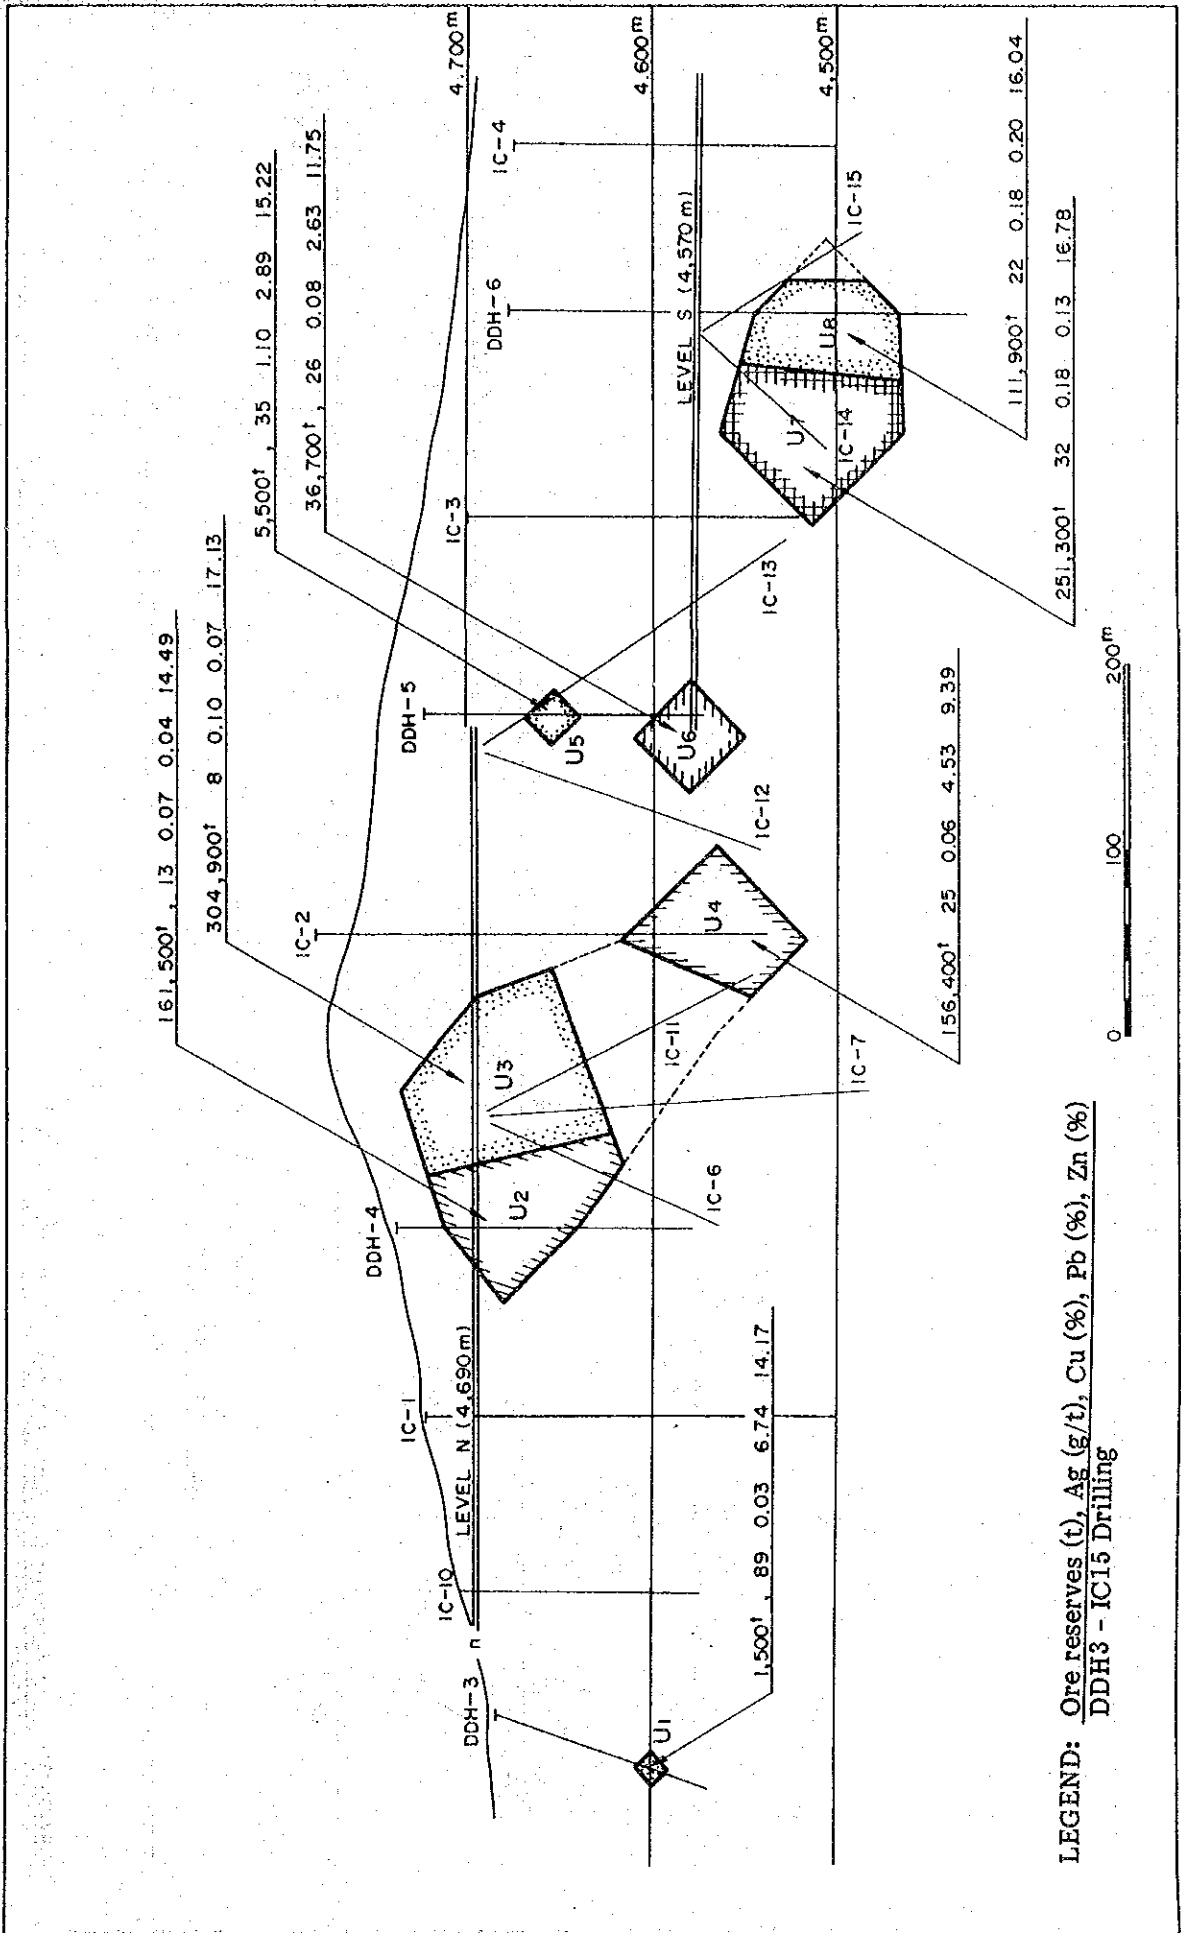 161,500t, 13 0.07 0.04 14.49
304,900t 8 0.10 0.07 17.13
5,500t, 35 1.10 2.89 15.22
36,700t, 26 0.08 2.63 11.75
IC-2
DDH-4
DDH-5
DDH-6
IC-4
IC-1
IC-10
IC-3
DDH-3
n
LEVEL N (4,690m)
4.700m
U2
U3
U5
IC-11
IC-6
IC-7
U1
U4
U6
4.600m
LEVEL S (4,570m)
IC-12
IC-13
U7
IC-14
U8
IC-15
4,500m
1,500t, 89 0.03 6.74 14.17
156,400t 25 0.06 4.53 9.39
251,300t 32 0.18 0.13 16.78
111,900t 22 0.18 0.20 16.04
0 100 200m
LEGEND: Ore reserves (t), Ag (g/t), Cu (%), Pb (%), Zn (%)
DDH3 - IC15 Drilling